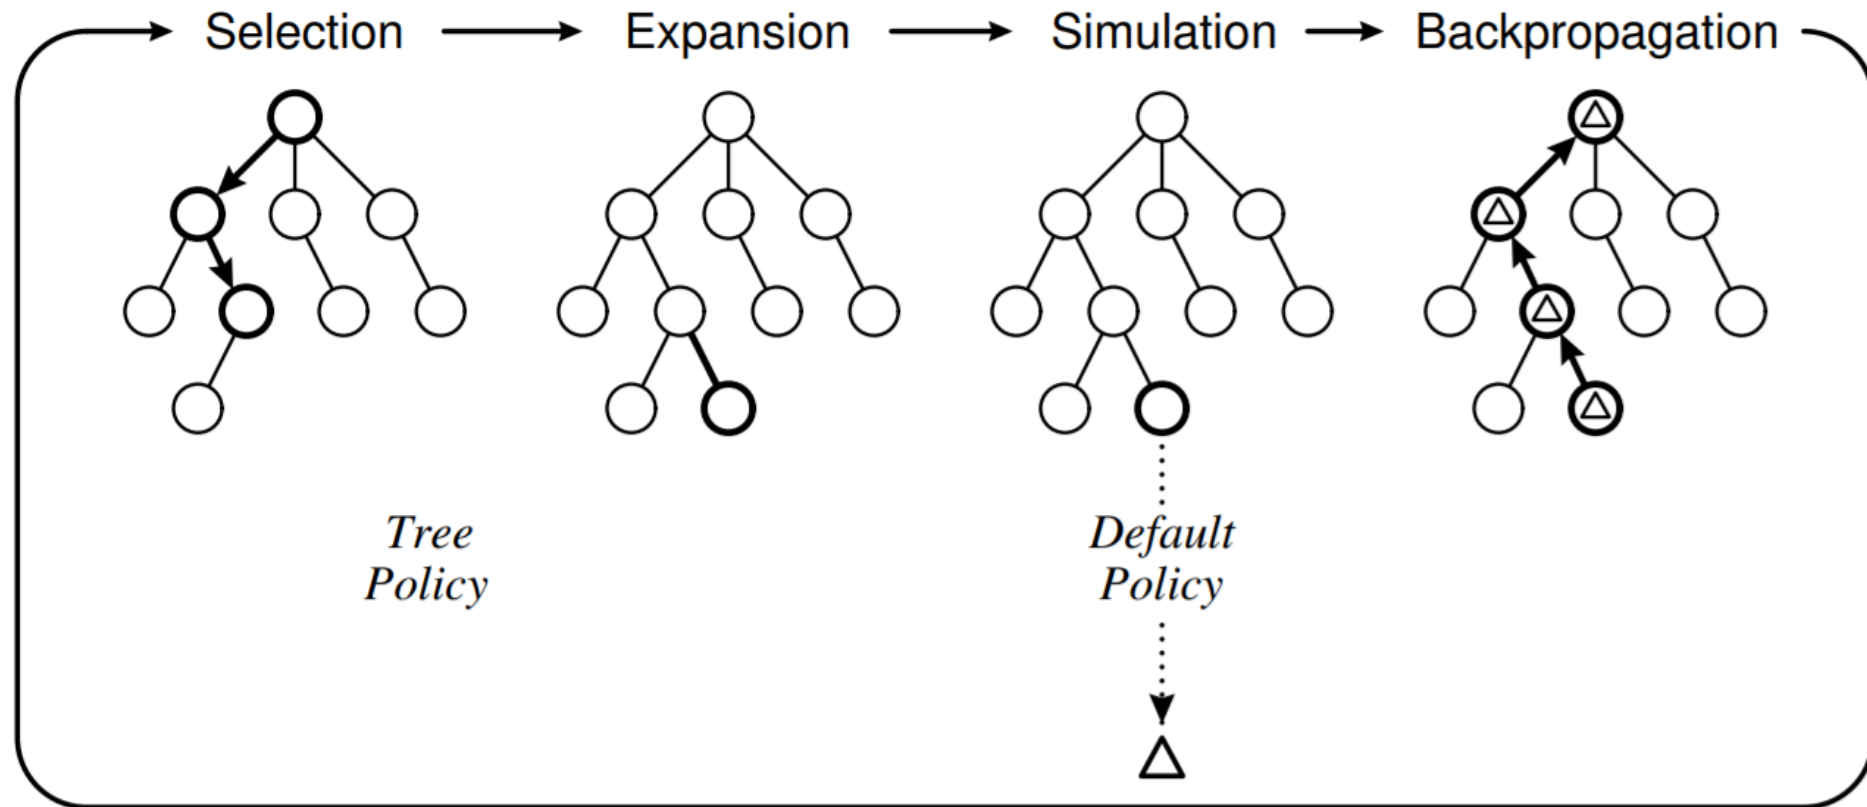 Selection Expansion Simulation Backpropagation
Tree
Policy
Default
Policy